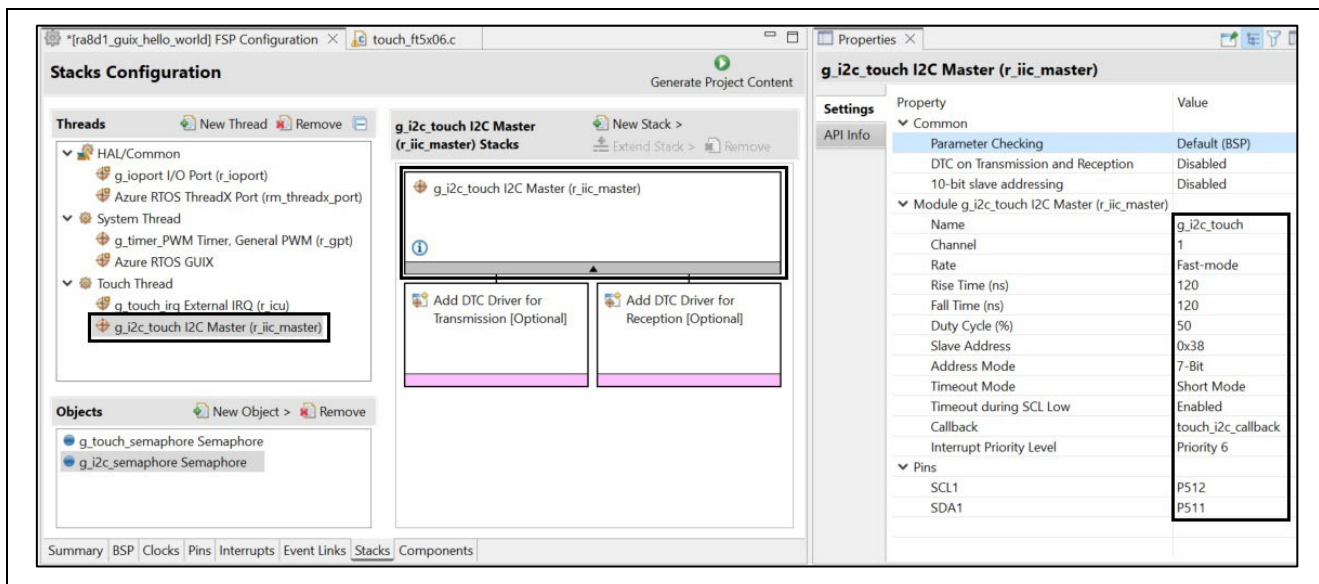 *[ra8d1_guix_hello_world] FSP Configuration
touch_ft5x06.c
Stacks Configuration
Generate Project Content
Threads
New Thread
Remove
HAL/Common
g_ioport I/O Port (r_ioport)
Azure RTOS ThreadX Port (rm_threadx_port)
System Thread
g_timer_PWM Timer, General PWM (r_gpt)
Azure RTOS GUIX
Touch Thread
g_touch_irq External IRQ (r_icu)
g_i2c_touch I2C Master (r_iic_master)
Objects
New Object >
Remove
g_touch_semaphore Semaphore
g_i2c_semaphore Semaphore
g_i2c_touch I2C Master
(r_iic_master) Stacks
New Stack >
Extend Stack >
Remove
g_i2c_touch I2C Master (r_iic_master)
Add DTC Driver for
Transmission [Optional]
Add DTC Driver for
Reception [Optional]
Summary BSP Clocks Pins Interrupts Event Links Stacks Components
Properties
g_i2c_touch I2C Master (r_iic_master)
Settings
API Info
Property Value
Common
Parameter Checking Default (BSP)
DTC on Transmission and Reception Disabled
10-bit slave addressing Disabled
Module g_i2c_touch I2C Master (r_iic_master)
Name g_i2c_touch
Channel 1
Rate Fast-mode
Rise Time (ns) 120
Fall Time (ns) 120
Duty Cycle (%) 50
Slave Address 0x38
Address Mode 7-Bit
Timeout Mode Short Mode
Timeout during SCL Low Enabled
Callback touch_i2c_callback
Interrupt Priority Level Priority 6
Pins
SCL1 P512
SDA1 P511